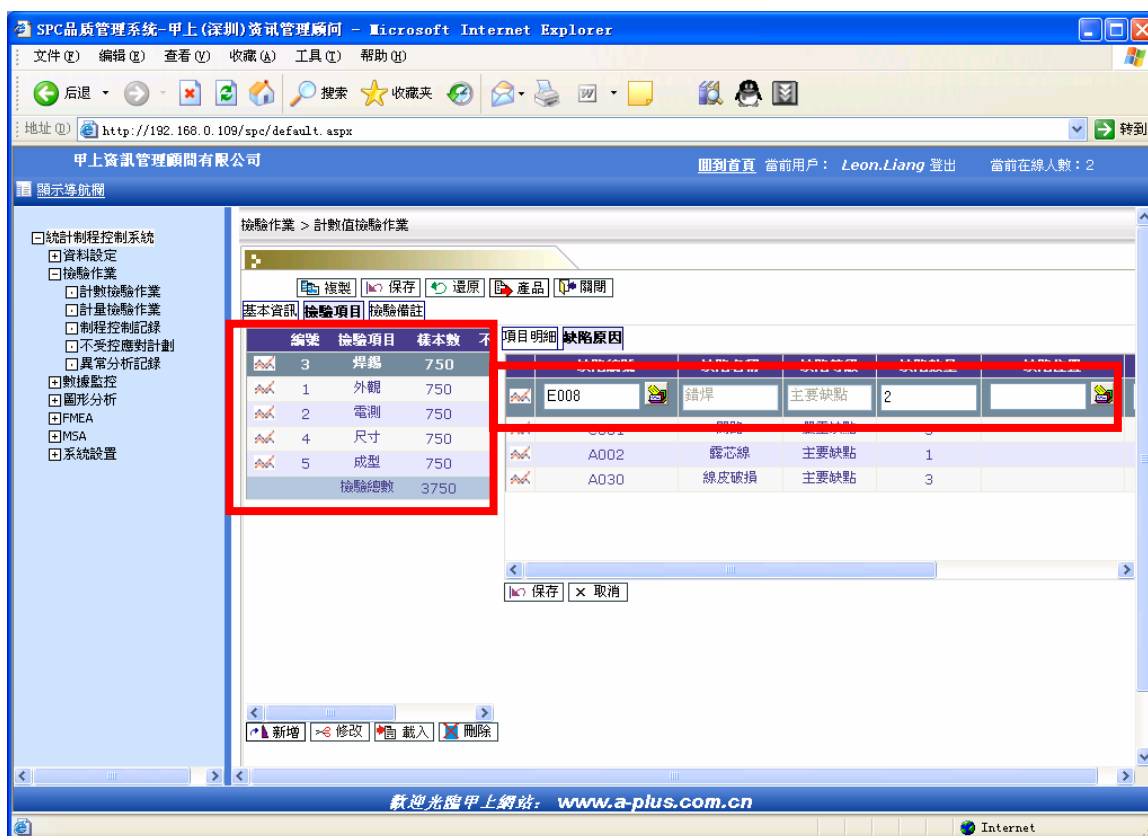 SPC品质管理系统-甲上(深圳)资讯管理顾问 - Microsoft Internet Explorer
文件(F) 编辑(E) 查看(V) 收藏(A) 工具(T) 帮助(H)
后退 搜索 收藏夹
地址(D) http://192.168.0.109/spc/default.aspx 转到
甲上資訊管理顧問有限公司
回到首頁 當前用戶： Leon.Liang 登出 當前在線人數：2
顯示導航欄
統計制程控制系統
資料設定
檢驗作業
計數檢驗作業
計量檢驗作業
制程控制記錄
不受控應對計劃
異常分析記錄
數據監控
圖形分析
FMEA
MSA
系統設置
檢驗作業 > 計數值檢驗作業
複製 保存 還原 產品 關閉
基本資訊 檢驗項目 檢驗備註
編號 檢驗項目 樣本數 不
3 焊錫 750
1 外觀 750
2 電測 750
4 尺寸 750
5 成型 750
檢驗總數 3750
新增 修改 載入 刪除
項目明細 缺陷原因
E008 錯焊 主要缺點 2
A002 露芯線 主要缺點 1
A030 線皮破損 主要缺點 3
保存 取消
歡迎光臨甲上網站： www.a-plus.com.cn
Internet